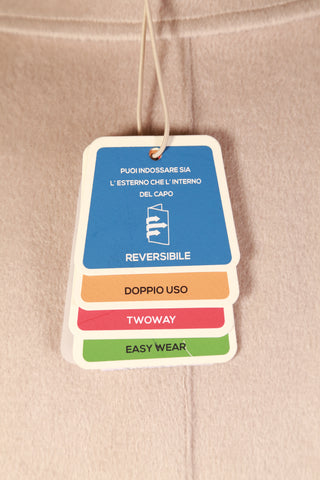 PUOI INDOSSARE SIA
L' ESTERNO CHE L' INTERNO
DEL CAPO
REVERSIBILE
DOPPIO USO
TWOWAY
EASY WEAR